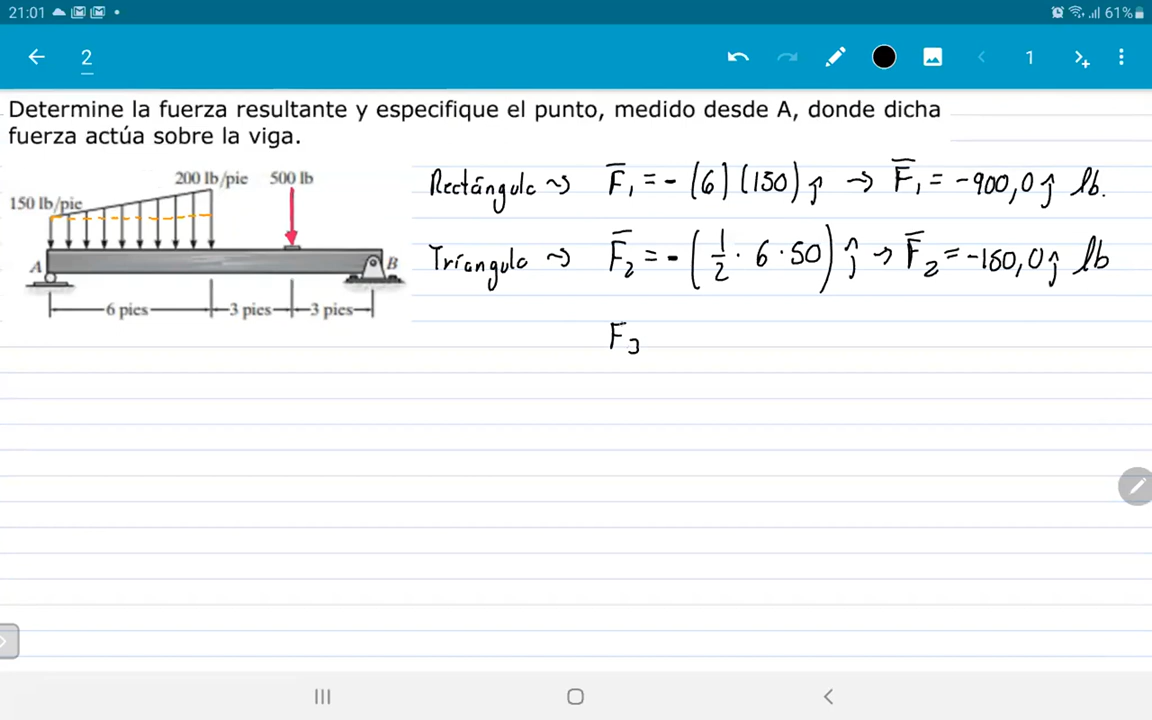 21:01 61%
2 1
Determine la fuerza resultante y especifique el punto, medido desde A, donde dicha
fuerza actúa sobre la viga.
200 lb/pie 500 lb
150 lb/pie
A B
6 pies 3 pies 3 pies
Rectángulo ~> F̅₁ = - (6) (150) ĵ → F̅₁ = -900,0 ĵ lb.
Triángulo ~> F̅₂ = - (1/2 · 6 · 50) ĵ → F̅₂ = -150,0 ĵ lb
F₃